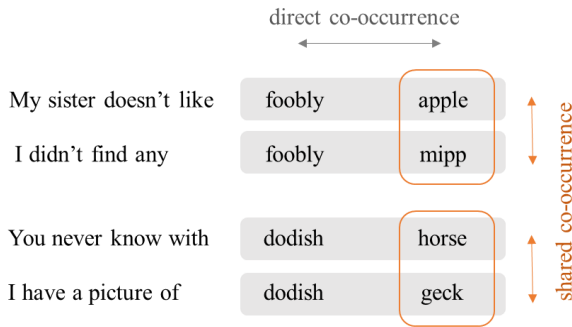 direct co-occurrence
My sister doesn't like foobly apple
I didn't find any foobly mipp
You never know with dodish horse
I have a picture of dodish geck
shared co-occurrence